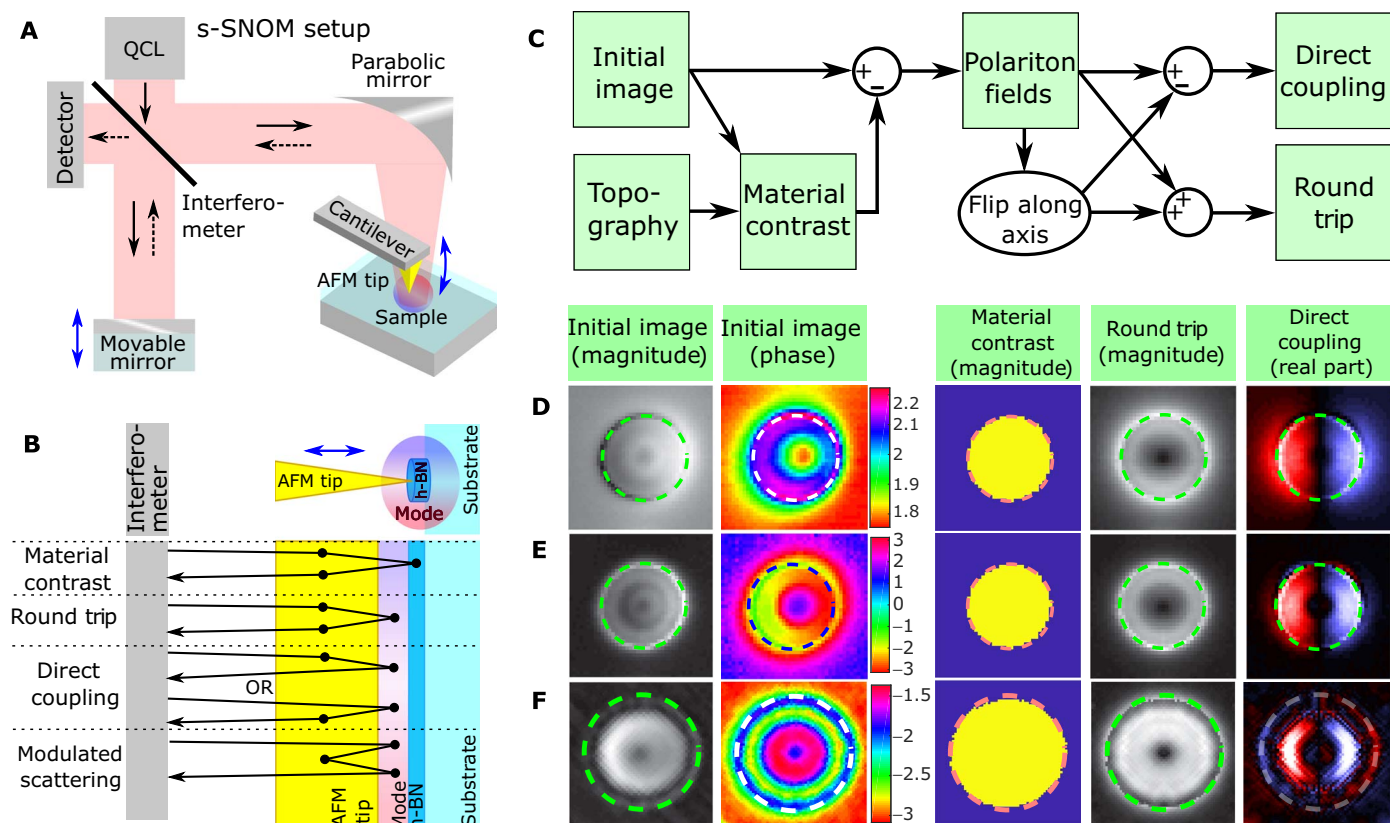 A
s-SNOM setup
QCL
Parabolic
mirror
Detector
Interfero-
meter
Cantilever
AFM tip
Sample
Movable
mirror
B
Interfero-
meter
AFM tip
h-BN
Mode
Substrate
Material
contrast
Round trip
Direct
coupling
OR
Modulated
scattering
AFM
tip
Mode
h-BN
Substrate
C
Initial
image
Topo-
graphy
Material
contrast
+
−
Polariton
fields
Flip along
axis
+
−
+
+
Direct
coupling
Round
trip
Initial image
(magnitude)
Initial image
(phase)
Material
contrast
(magnitude)
Round trip
(magnitude)
Direct
coupling
(real part)
D
2.2
2.1
2
1.9
1.8
E
3
2
1
0
−1
−2
−3
F
−1.5
−2
−2.5
−3